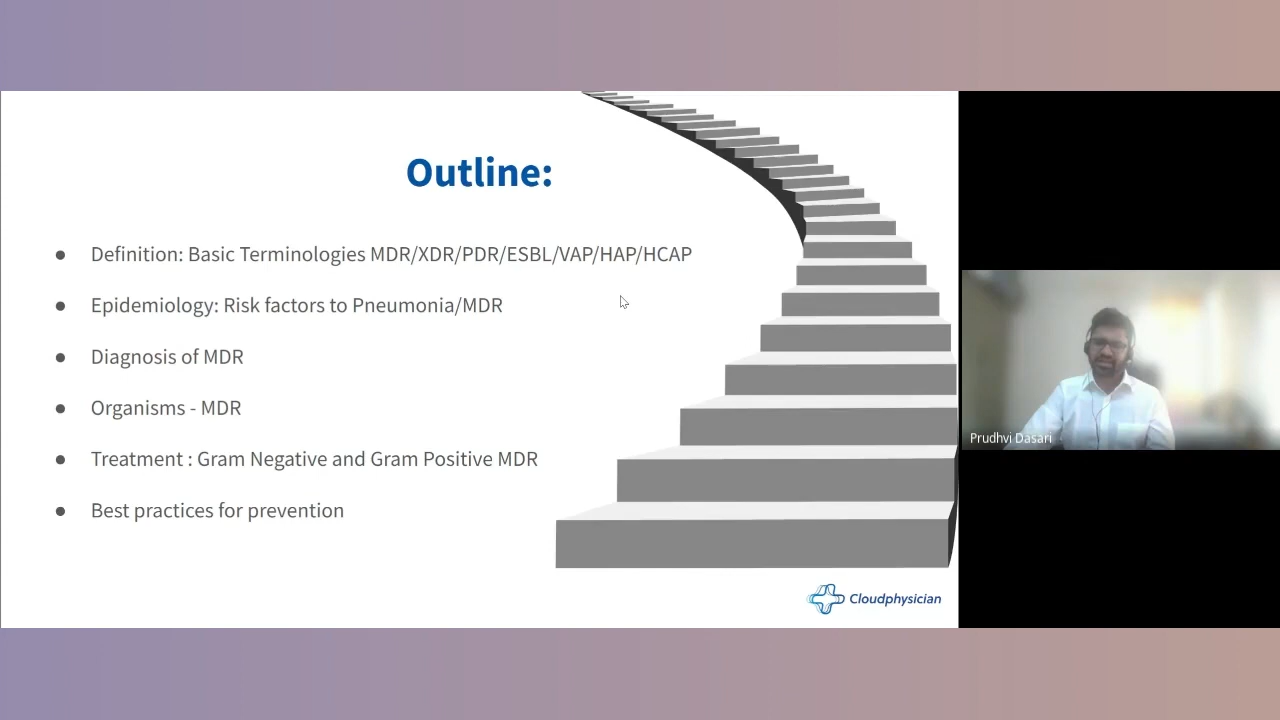 Outline:
● Definition: Basic Terminologies MDR/XDR/PDR/ESBL/VAP/HAP/HCAP
● Epidemiology: Risk factors to Pneumonia/MDR
● Diagnosis of MDR
● Organisms - MDR
● Treatment : Gram Negative and Gram Positive MDR
● Best practices for prevention
Cloudphysician
Prudhvi Dasari